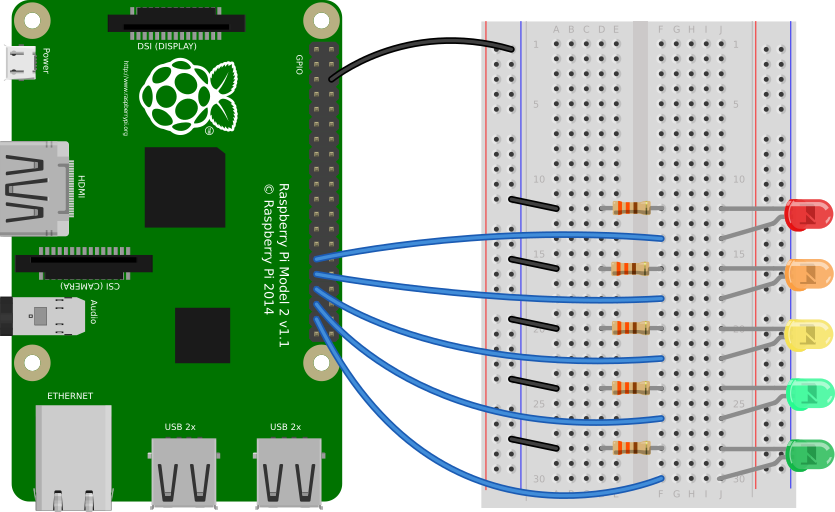 DSI (DISPLAY)
Power
http://www.raspberrypi.org
GPIO
HDMI
Raspberry Pi Model 2 v1.1
© Raspberry Pi 2014
CSI (CAMERA)
Audio
ETHERNET
USB 2x
USB 2x
A B C D E F G H I J
1 1
5 5
10 10
15 15
25 25
30 30
F G H I J